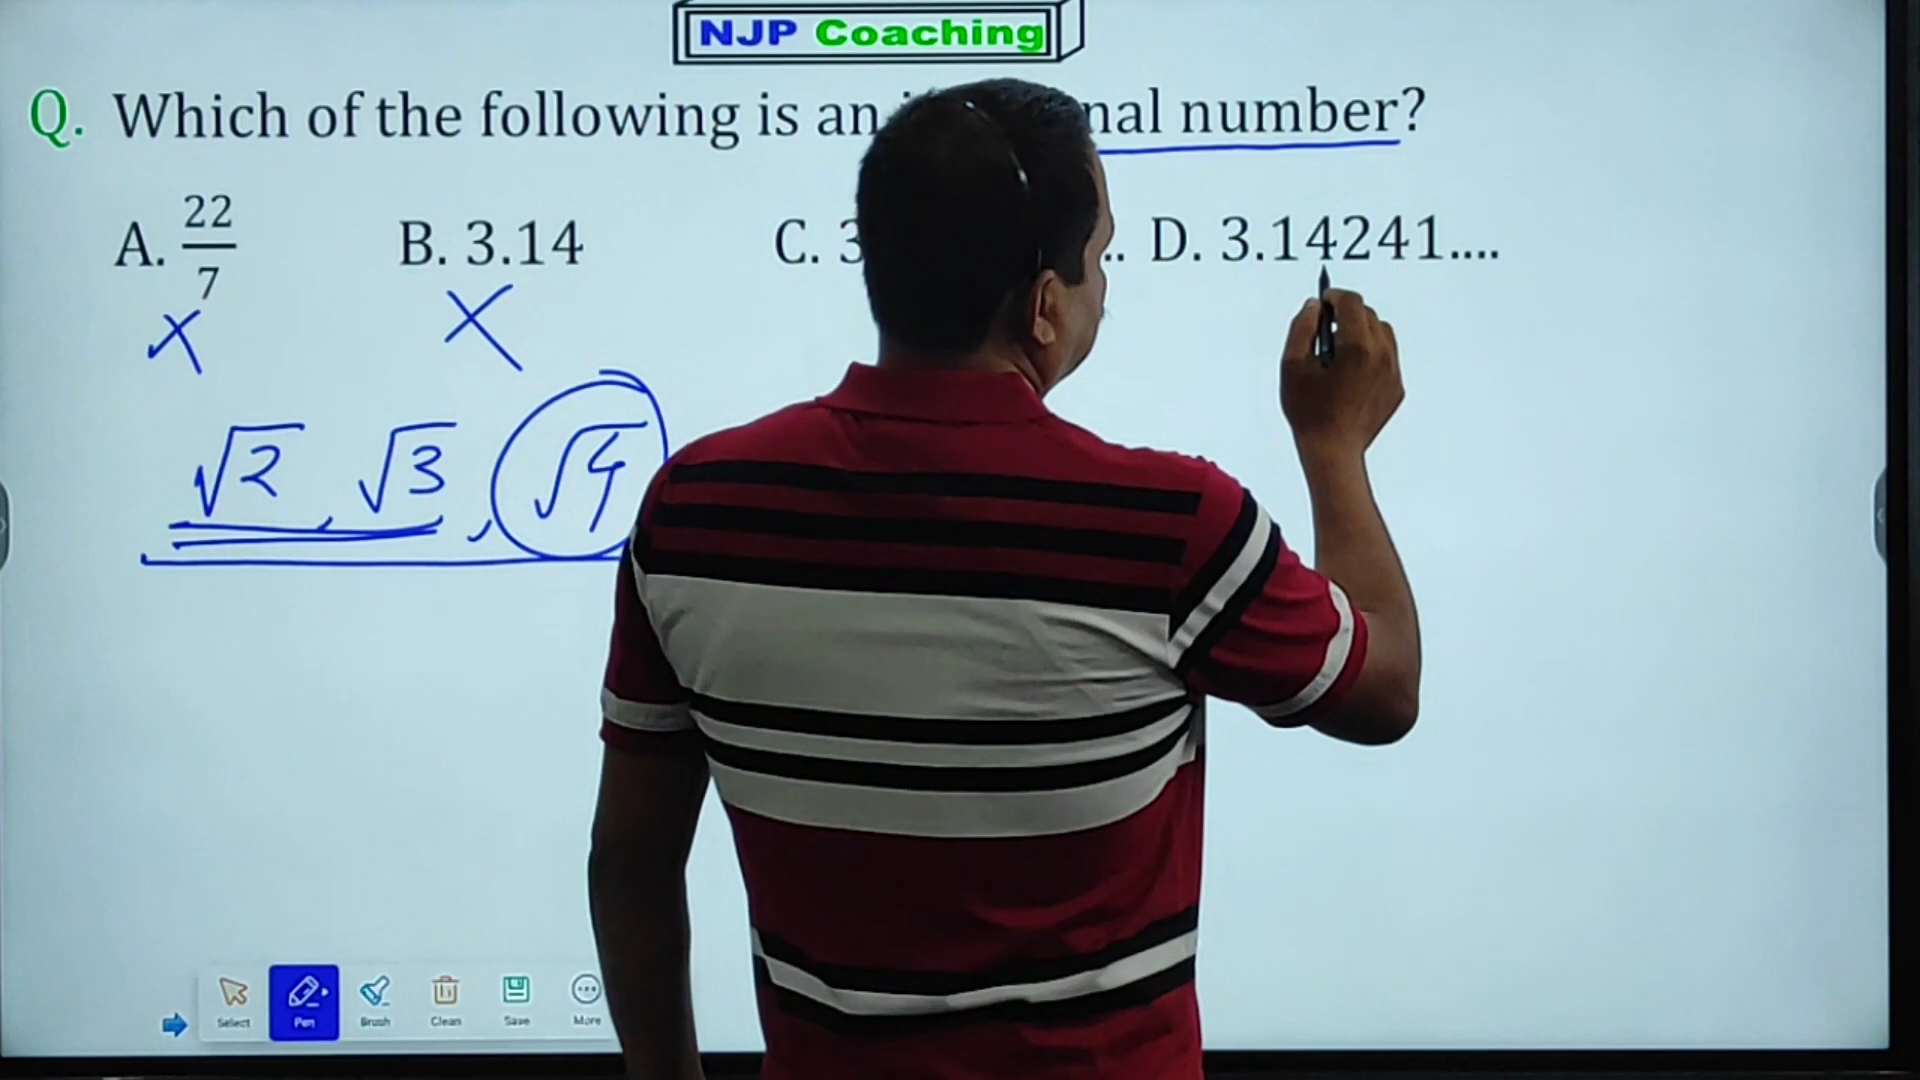 NJP Coaching
Q. Which of the following is an nal number?
A. 22/7 B. 3.14 C. 3 .. D. 3.14241....
X X
√2, √3, √4
Select Pen Brush Clean Save More